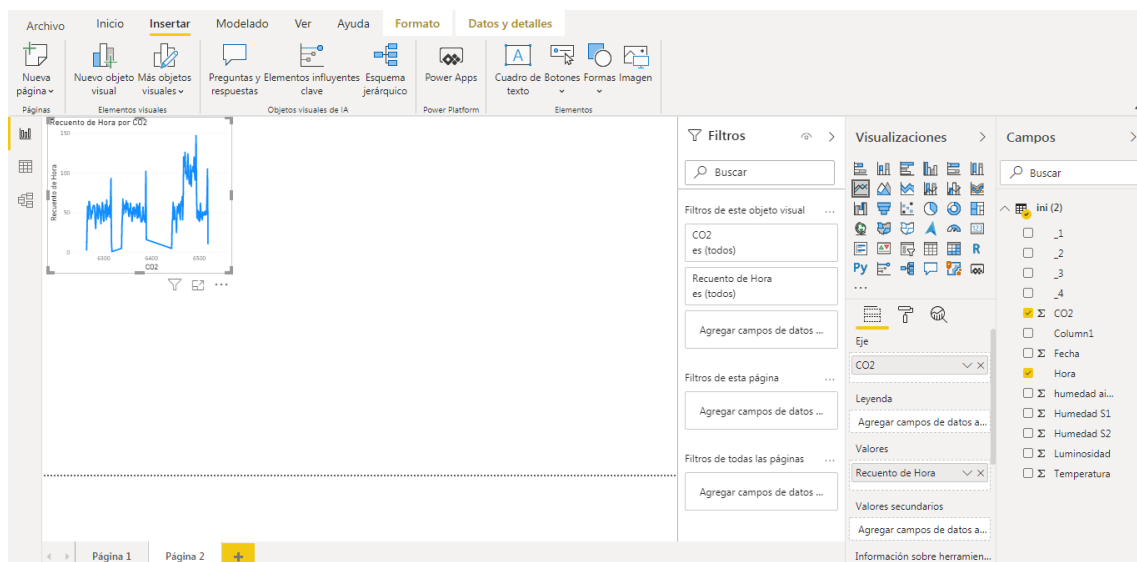 Archivo Inicio Insertar Modelado Ver Ayuda Formato Datos y detalles
Nueva página
Nuevo objeto visual
Más objetos visuales
Preguntas y respuestas
Elementos influyentes clave
Esquema jerárquico
Power Apps
Cuadro de texto
Botones
Formas
Imagen
Páginas
Elementos visuales
Objetos visuales de IA
Power Platform
Elementos
Recuento de Hora por CO2
Recuento de Hora
150
100
50
0
6300 6400 6500
CO2
Filtros
Buscar
Filtros de este objeto visual ...
CO2
es (todos)
Recuento de Hora
es (todos)
Agregar campos de datos ...
Filtros de esta página ...
Agregar campos de datos ...
Filtros de todas las páginas ...
Agregar campos de datos ...
Visualizaciones
R
Py
...
Eje
CO2
Leyenda
Agregar campos de datos a...
Valores
Recuento de Hora
Valores secundarios
Agregar campos de datos a...
Información sobre herramien...
Campos
Buscar
ini (2)
_1
_2
_3
_4
Σ CO2
Column1
Σ Fecha
Hora
Σ humedad ai...
Σ Humedad S1
Σ Humedad S2
Σ Luminosidad
Σ Temperatura
Página 1 Página 2 +